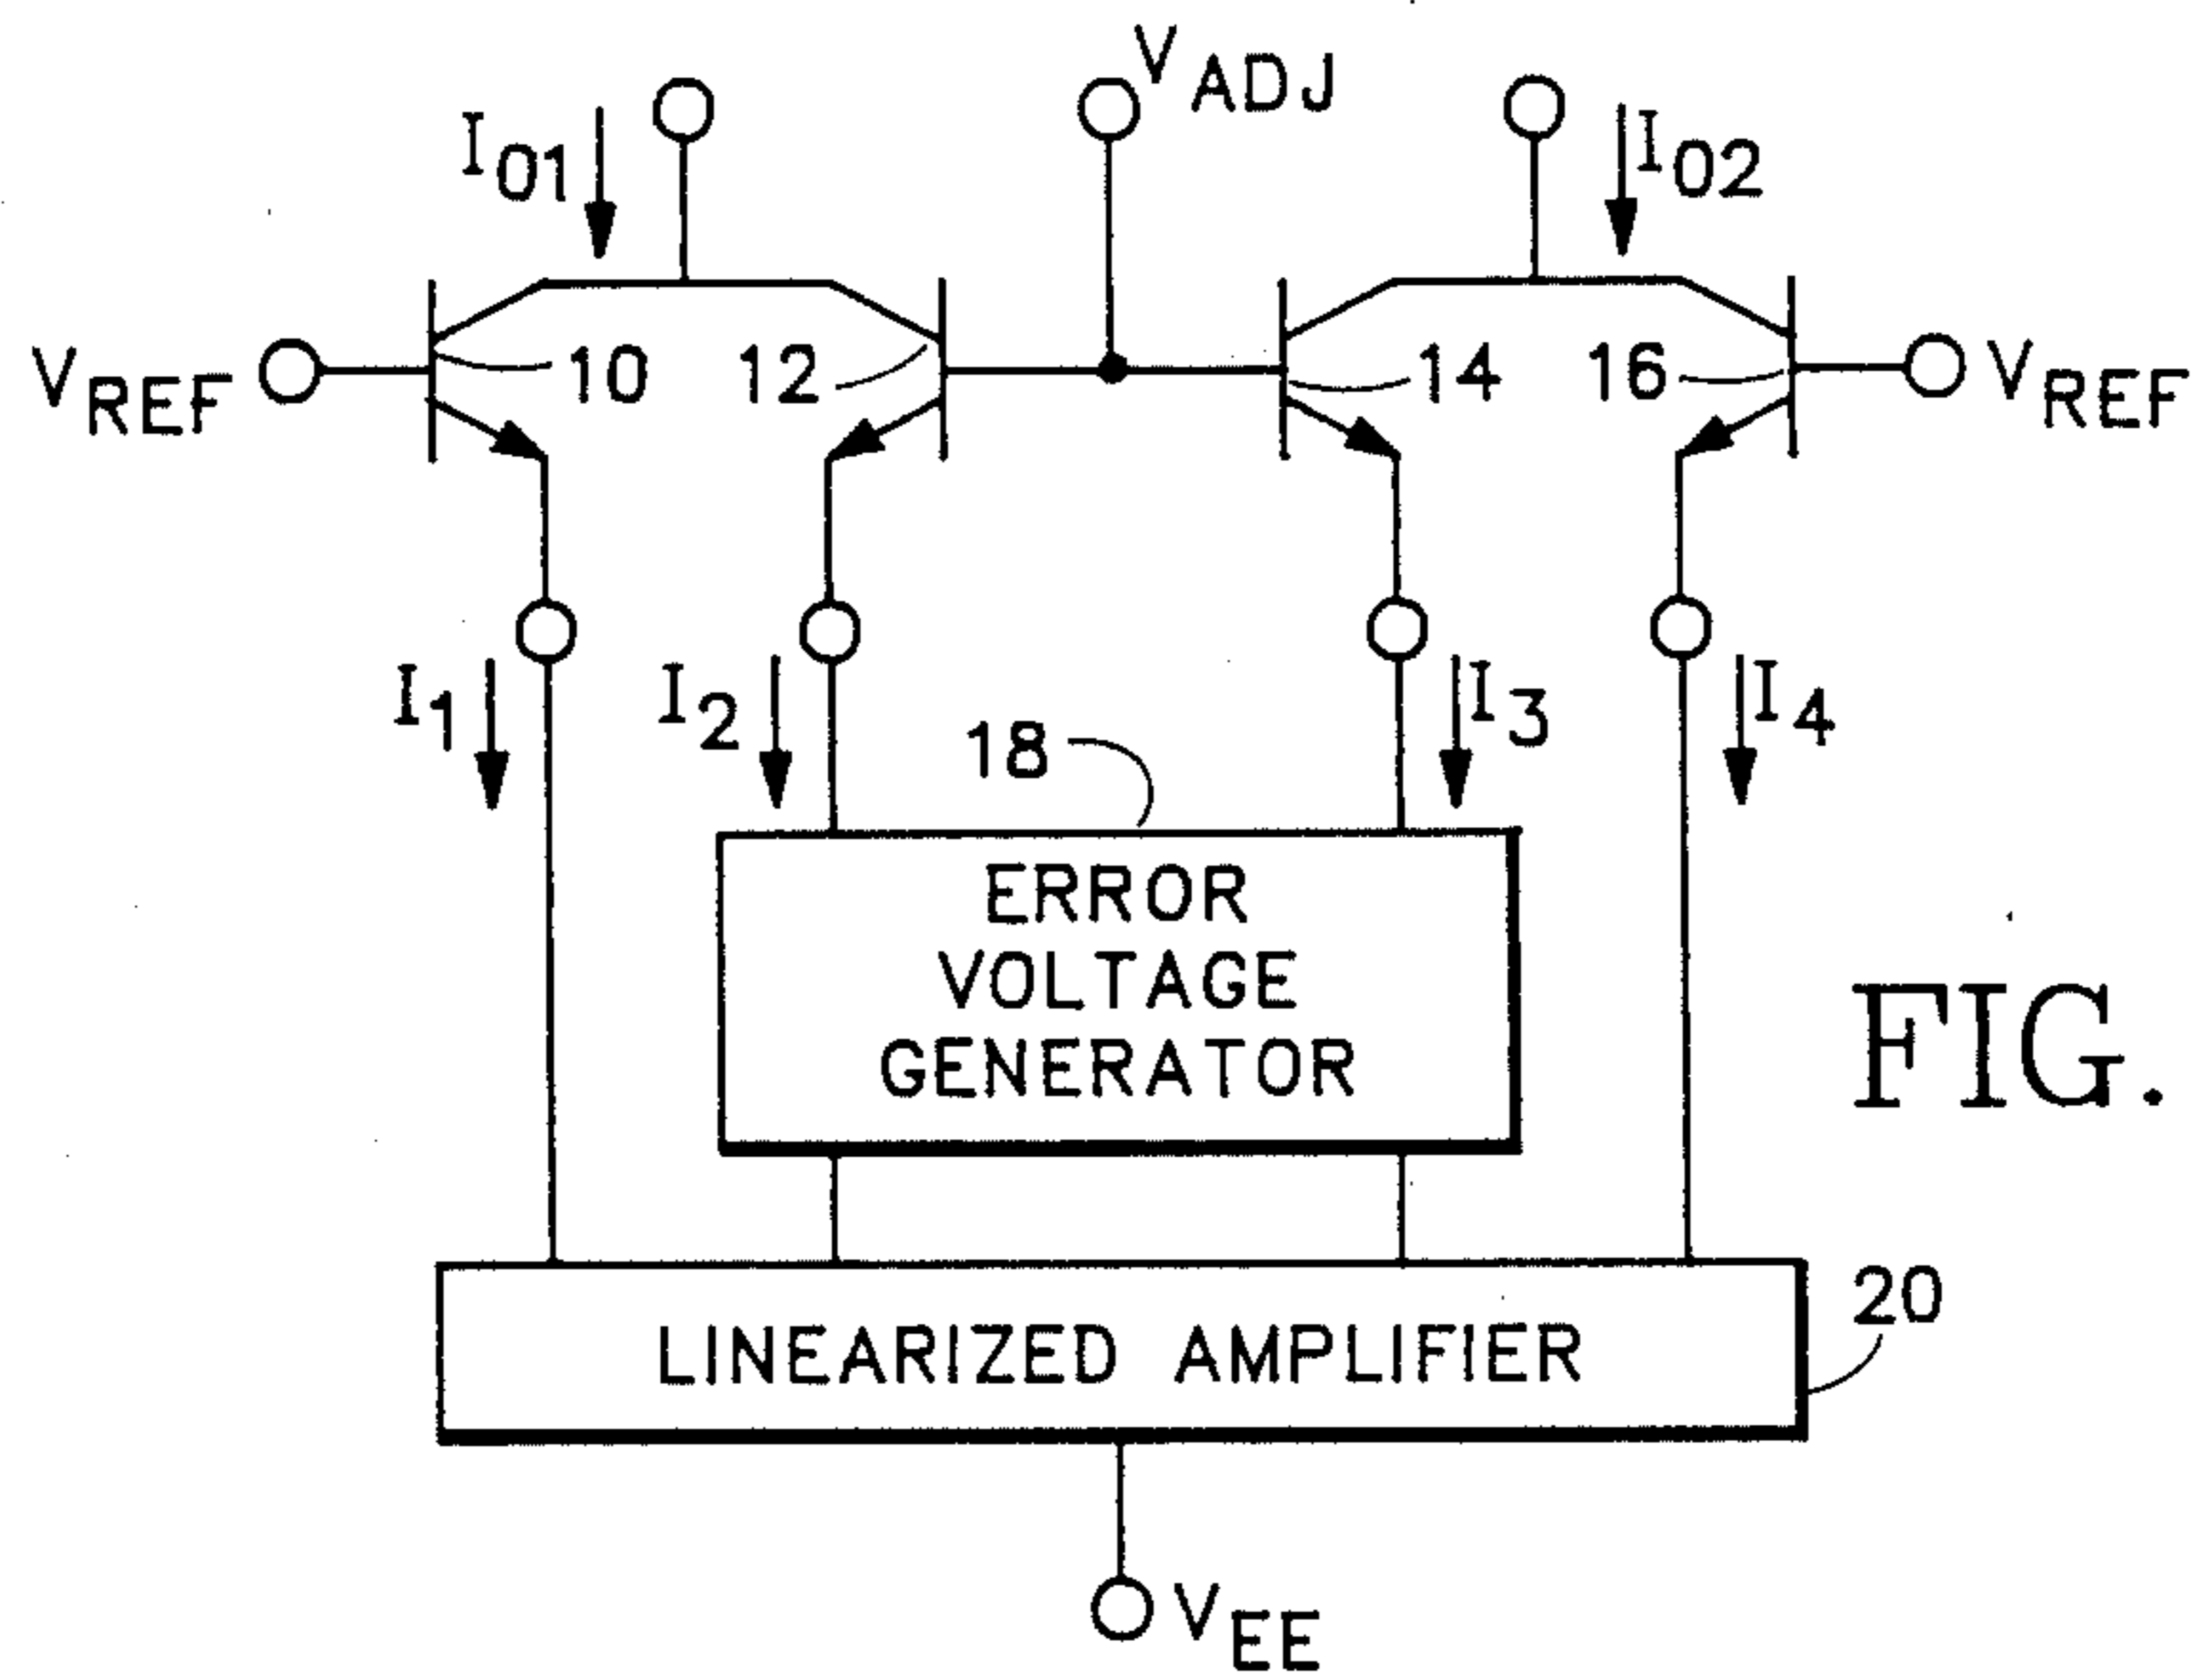 VADJ
I01
I02
VREF
10
12
14
16
VREF
I1
I2
18
I3
I4
ERROR
VOLTAGE
GENERATOR
FIG.
LINEARIZED AMPLIFIER
20
VEE